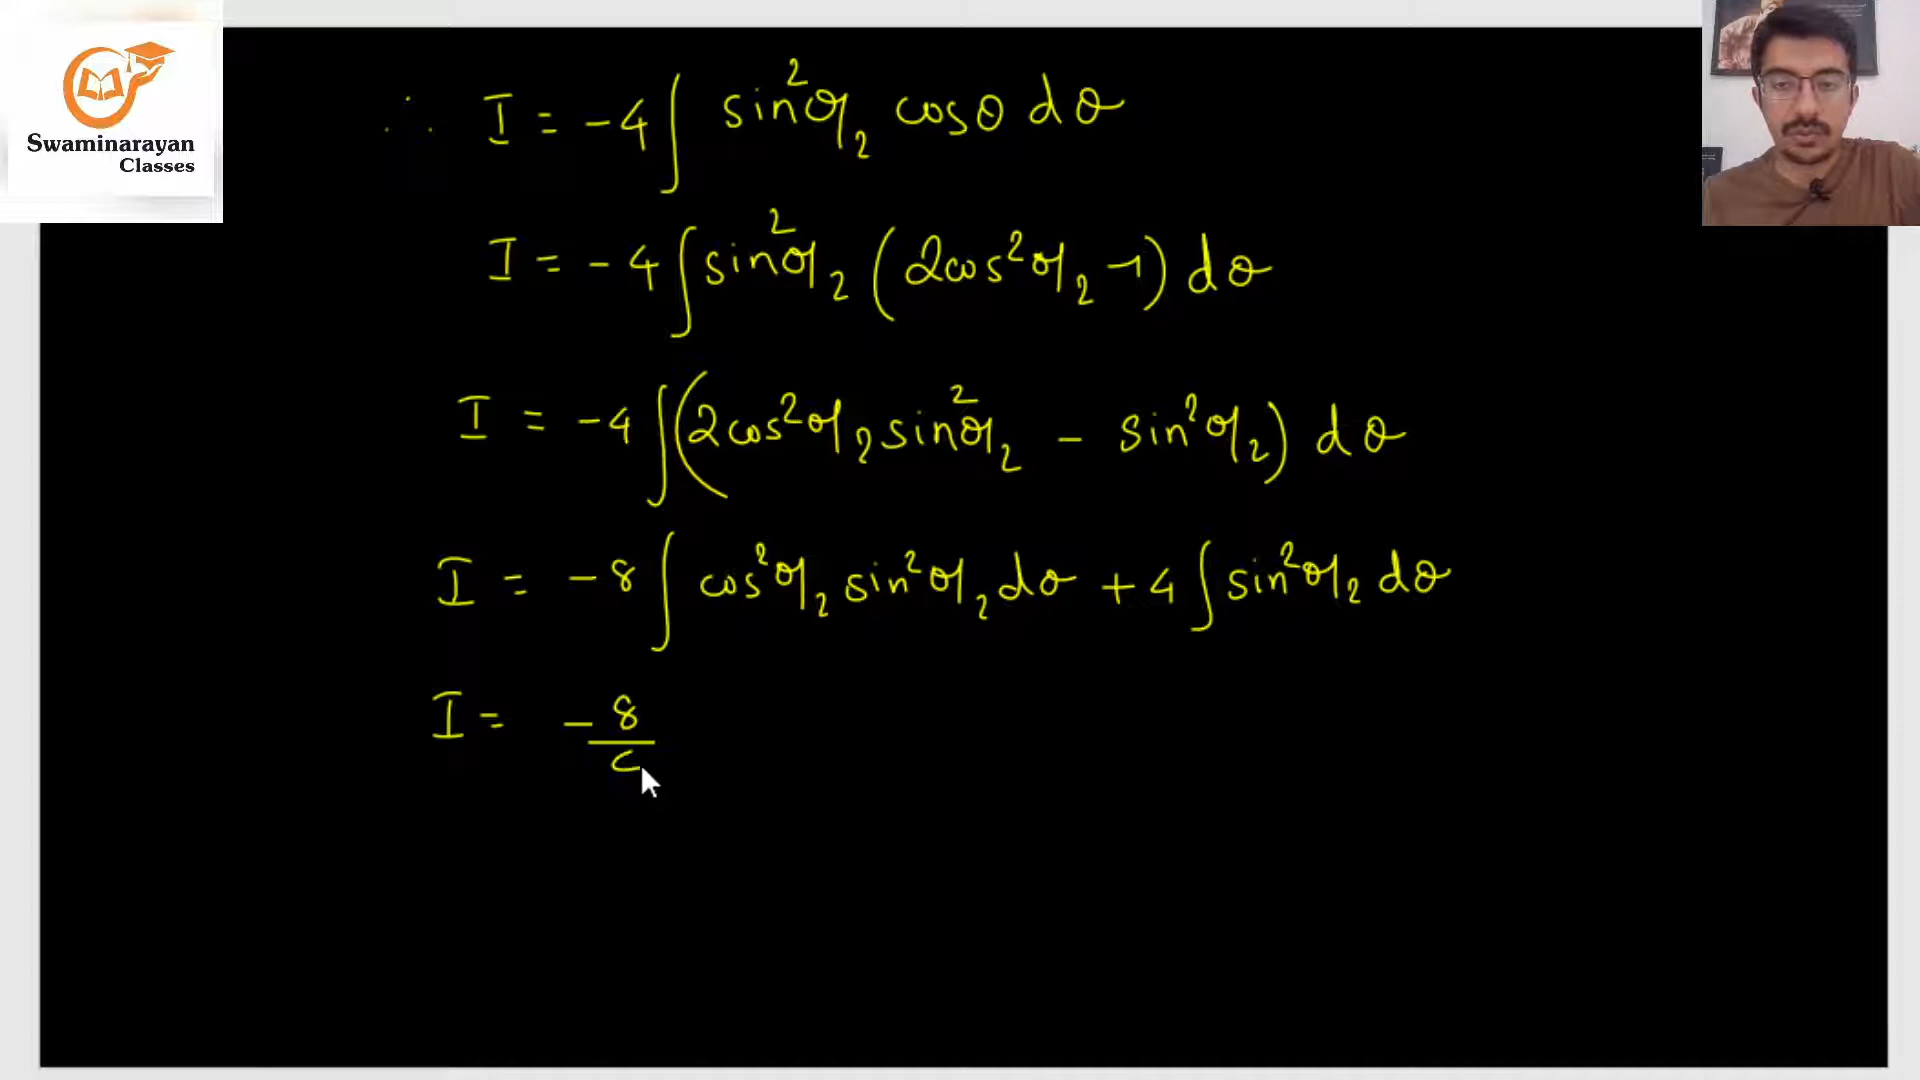 Swaminarayan
Classes
∴ I = -4 ∫ sin²θ/2 cosθ dθ
I = -4 ∫ sin²θ/2 (2cos²θ/2 -1) dθ
I = -4 ∫ (2cos²θ/2 sin²θ/2 - sin²θ/2) dθ
I = -8 ∫ cos²θ/2 sin²θ/2 dθ + 4 ∫ sin²θ/2 dθ
I = - 8/